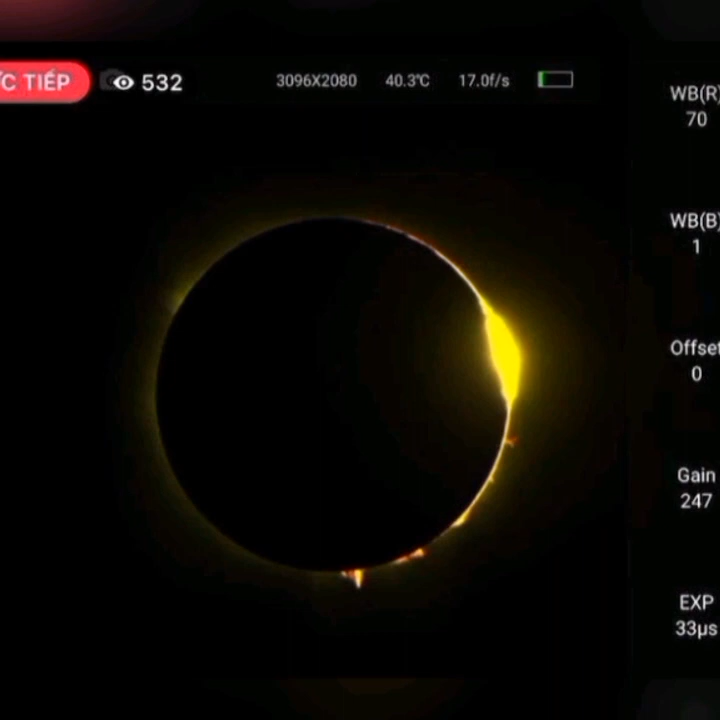 C TIẾP
532
3096X2080 40.3℃ 17.0f/s
WB(R)
70
WB(B)
1
Offset
0
Gain
247
EXP
33µs